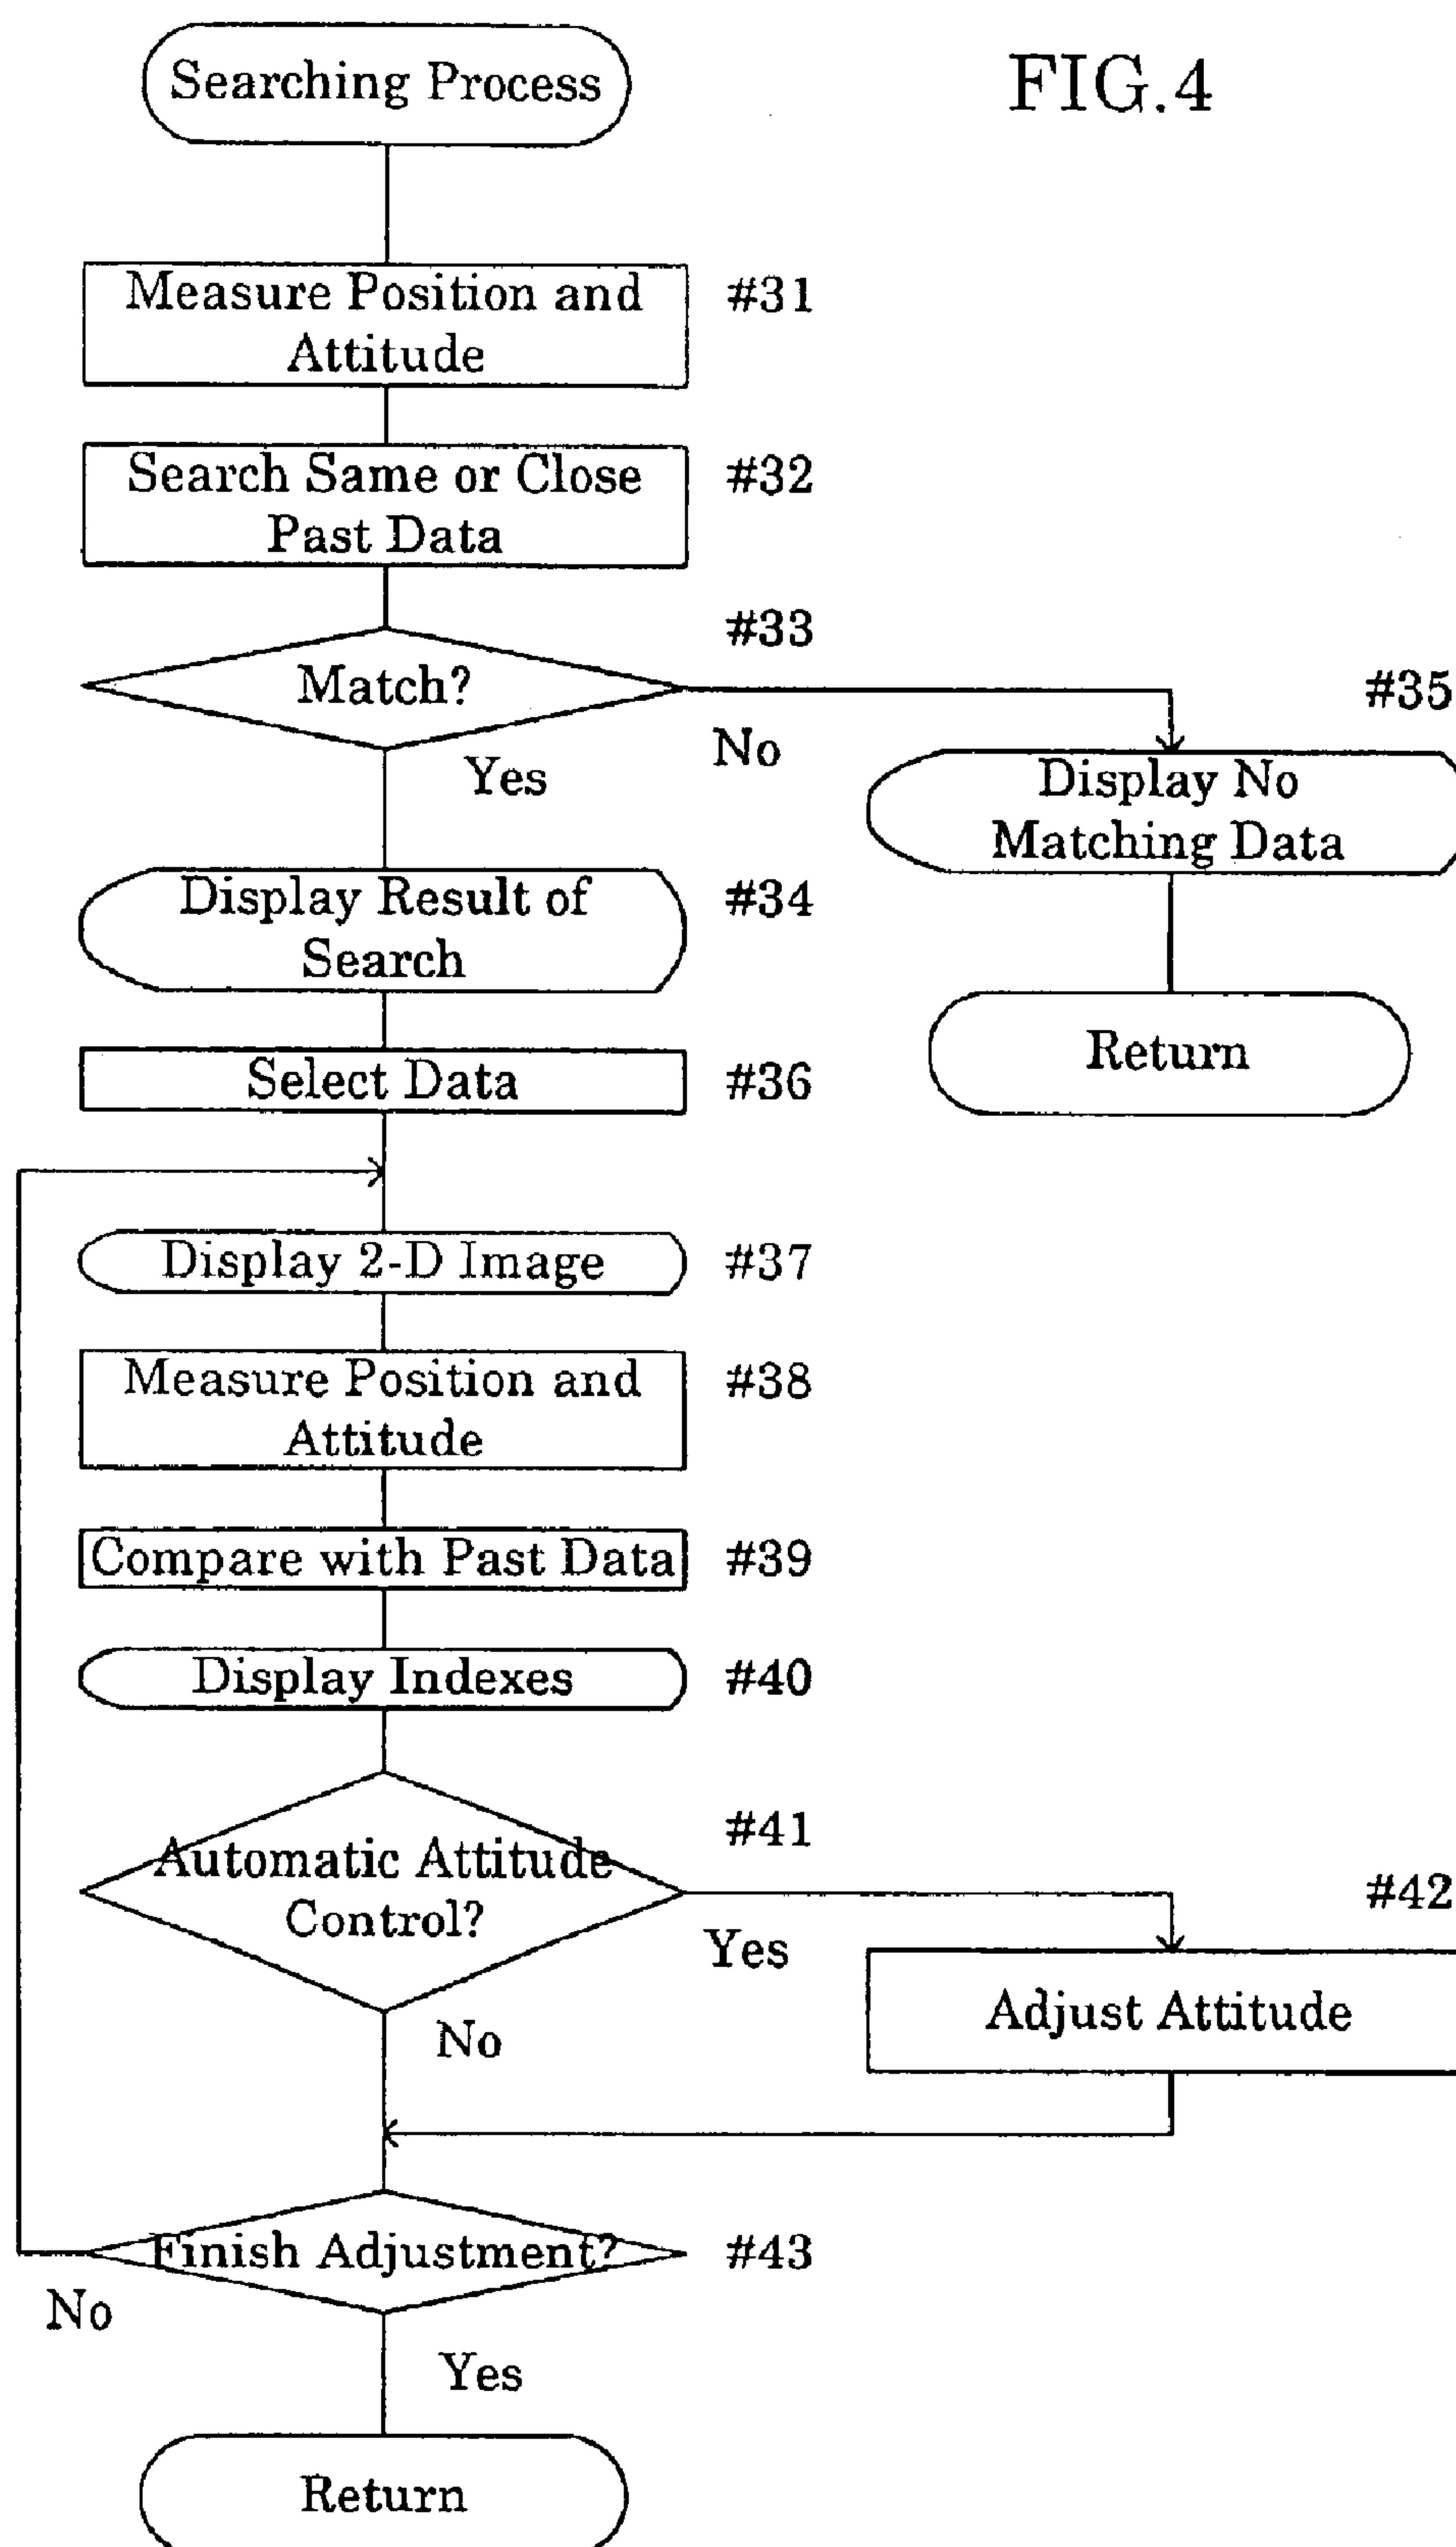 FIG.4
Searching Process
Measure Position and
Attitude
#31
Search Same or Close
Past Data
#32
#33
Match?
No
Yes
#35
Display No
Matching Data
Return
Display Result of
Search
#34
Select Data
#36
Display 2-D Image
#37
Measure Position and
Attitude
#38
Compare with Past Data
#39
Display Indexes
#40
#41
Automatic Attitude
Control?
Yes
No
#42
Adjust Attitude
Finish Adjustment?
#43
No
Yes
Return